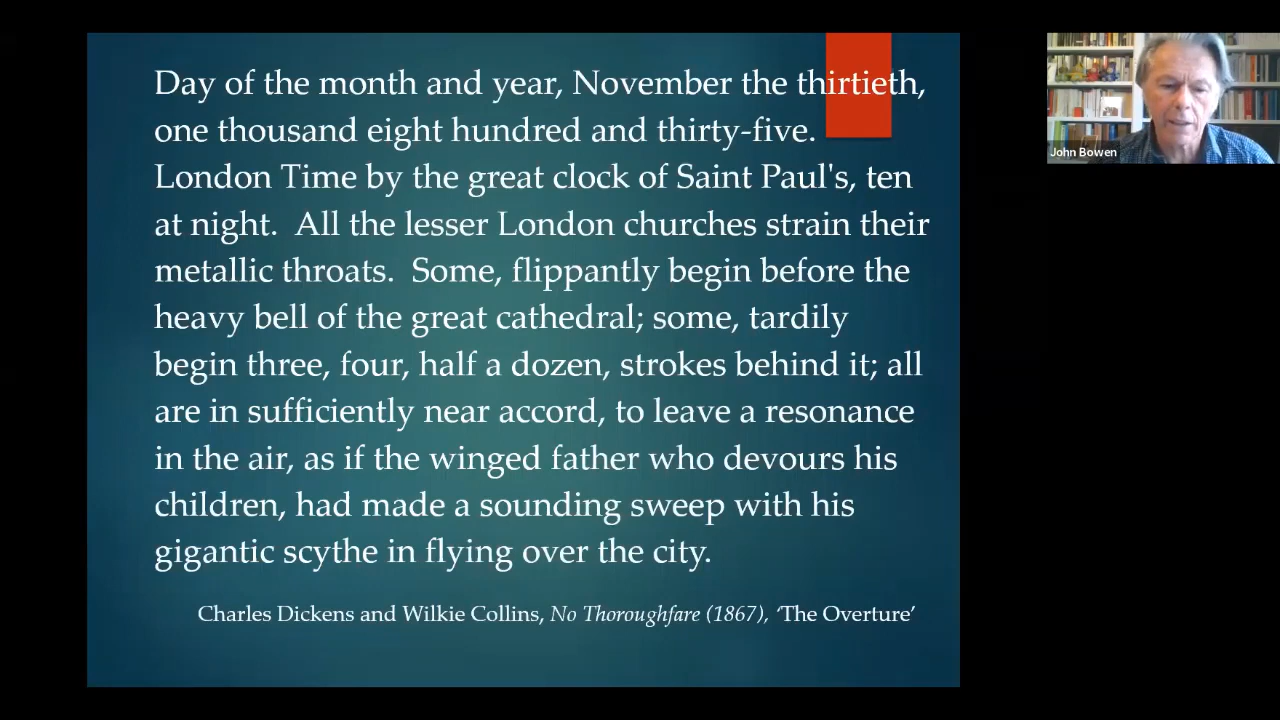 Day of the month and year, November the thirtieth,
one thousand eight hundred and thirty-five.
London Time by the great clock of Saint Paul's, ten
at night.  All the lesser London churches strain their
metallic throats.  Some, flippantly begin before the
heavy bell of the great cathedral; some, tardily
begin three, four, half a dozen, strokes behind it; all
are in sufficiently near accord, to leave a resonance
in the air, as if the winged father who devours his
children, had made a sounding sweep with his
gigantic scythe in flying over the city.
Charles Dickens and Wilkie Collins, No Thoroughfare (1867), ‘The Overture’
John Bowen